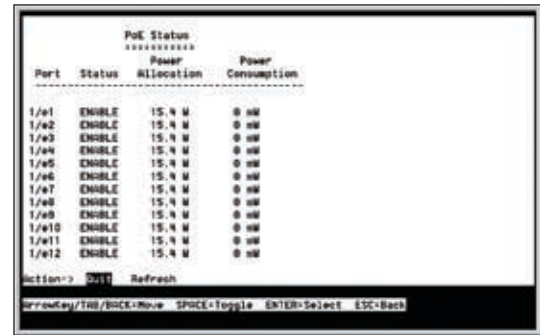 PoE Status
===========
Power Power
Port Status Allocation Consumption
1/e1 ENABLE 15.4 W 0 mW
1/e2 ENABLE 15.4 W 0 mW
1/e3 ENABLE 15.4 W 0 mW
1/e4 ENABLE 15.4 W 0 mW
1/e5 ENABLE 15.4 W 0 mW
1/e6 ENABLE 15.4 W 0 mW
1/e7 ENABLE 15.4 W 0 mW
1/e8 ENABLE 15.4 W 0 mW
1/e9 ENABLE 15.4 W 0 mW
1/e10 ENABLE 15.4 W 0 mW
1/e11 ENABLE 15.4 W 0 mW
1/e12 ENABLE 15.4 W 0 mW
Action-> Quit Refresh
ArrowKey/TAB/BACK=Move SPACE=Toggle ENTER=Select ESC=Back